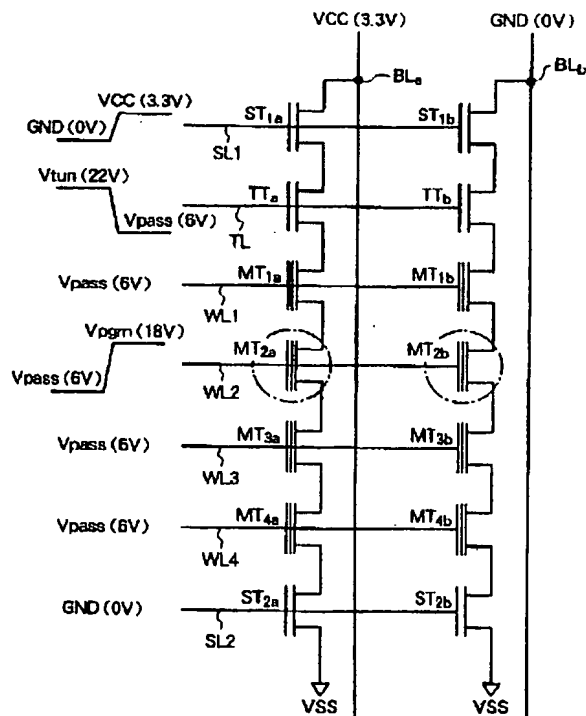 VCC (3.3V) GND (0V)
BLa BLb
VCC (3.3V)
GND (0V)
ST1a ST1b
SL1
Vtun (22V)
Vpass (6V)
TTa TTb
TL
Vpass (6V)
MT1a MT1b
WL1
Vpgm (18V)
Vpass (6V)
MT2a MT2b
WL2
Vpass (6V)
MT3a MT3b
WL3
Vpass (6V)
MT4a MT4b
WL4
GND (0V)
ST2a ST2b
SL2
VSS VSS